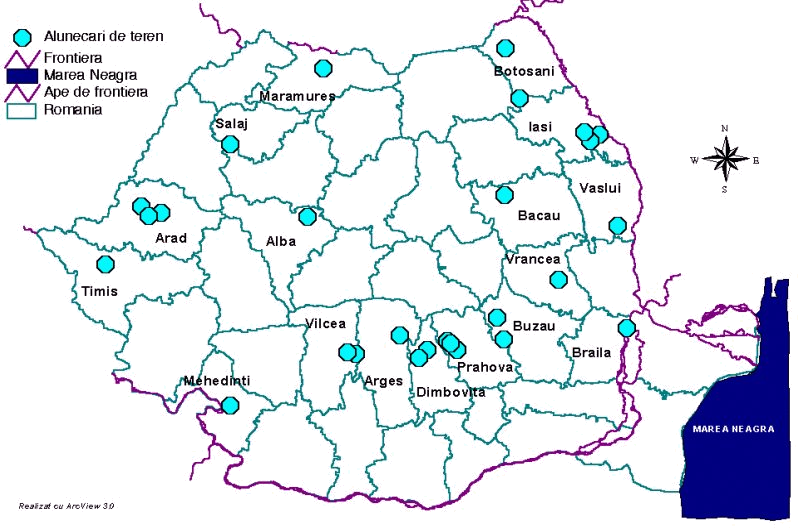 Alunecari de teren
Frontiera
Marea Neagra
Ape de frontiera
Romania
Botosani
Maramures
Salaj
Iasi
N
W E
S
Vaslui
Bacau
Arad
Alba
Vrancea
Timis
Vilcea
Buzau
Braila
Prahova
Mehedinti
Arges
Dimbovita
MAREA NEAGRA
Realizat cu ArcView 3.0